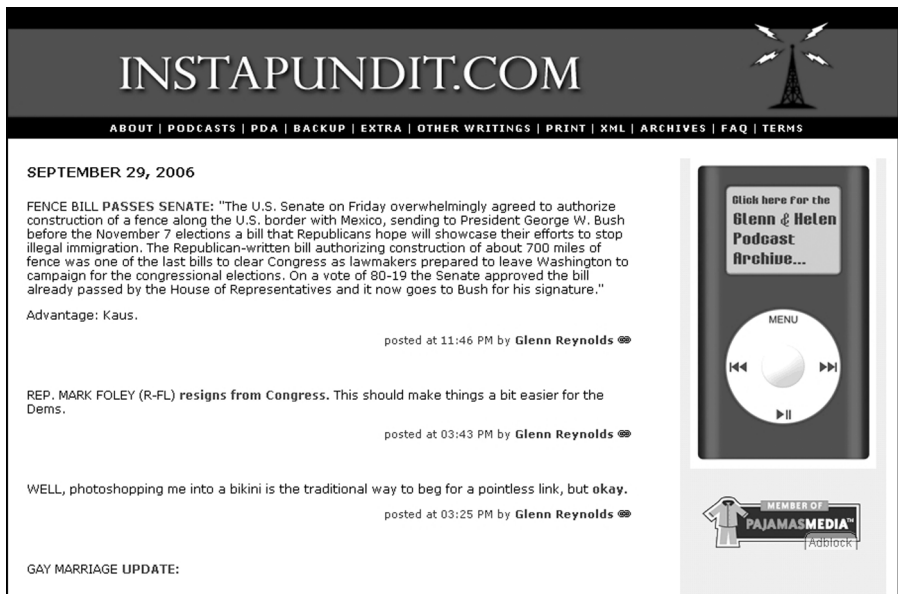 INSTAPUNDIT.COM
ABOUT | PODCASTS | PDA | BACKUP | EXTRA | OTHER WRITINGS | PRINT | XML | ARCHIVES | FAQ | TERMS
SEPTEMBER 29, 2006
FENCE BILL PASSES SENATE: "The U.S. Senate on Friday overwhelmingly agreed to authorize
construction of a fence along the U.S. border with Mexico, sending to President George W. Bush
before the November 7 elections a bill that Republicans hope will showcase their efforts to stop
illegal immigration. The Republican-written bill authorizing construction of about 700 miles of
fence was one of the last bills to clear Congress as lawmakers prepared to leave Washington to
campaign for the congressional elections. On a vote of 80-19 the Senate approved the bill
already passed by the House of Representatives and it now goes to Bush for his signature."
Advantage: Kaus.
posted at 11:46 PM by Glenn Reynolds
REP. MARK FOLEY (R-FL) resigns from Congress. This should make things a bit easier for the
Dems.
posted at 03:43 PM by Glenn Reynolds
WELL, photoshopping me into a bikini is the traditional way to beg for a pointless link, but okay.
posted at 03:25 PM by Glenn Reynolds
GAY MARRIAGE UPDATE:
Click here for the
Glenn & Helen
Podcast
Archive...
MENU
MEMBER OF
PAJAMASMEDIA™
Adblock